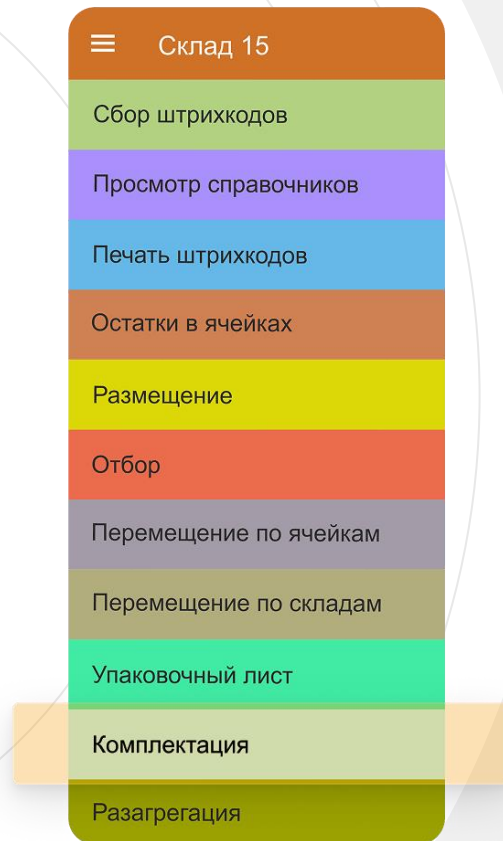 Склад 15
Сбор штрихкодов
Просмотр справочников
Печать штрихкодов
Остатки в ячейках
Размещение
Отбор
Перемещение по ячейкам
Перемещение по складам
Упаковочный лист
Комплектация
Разагрегация